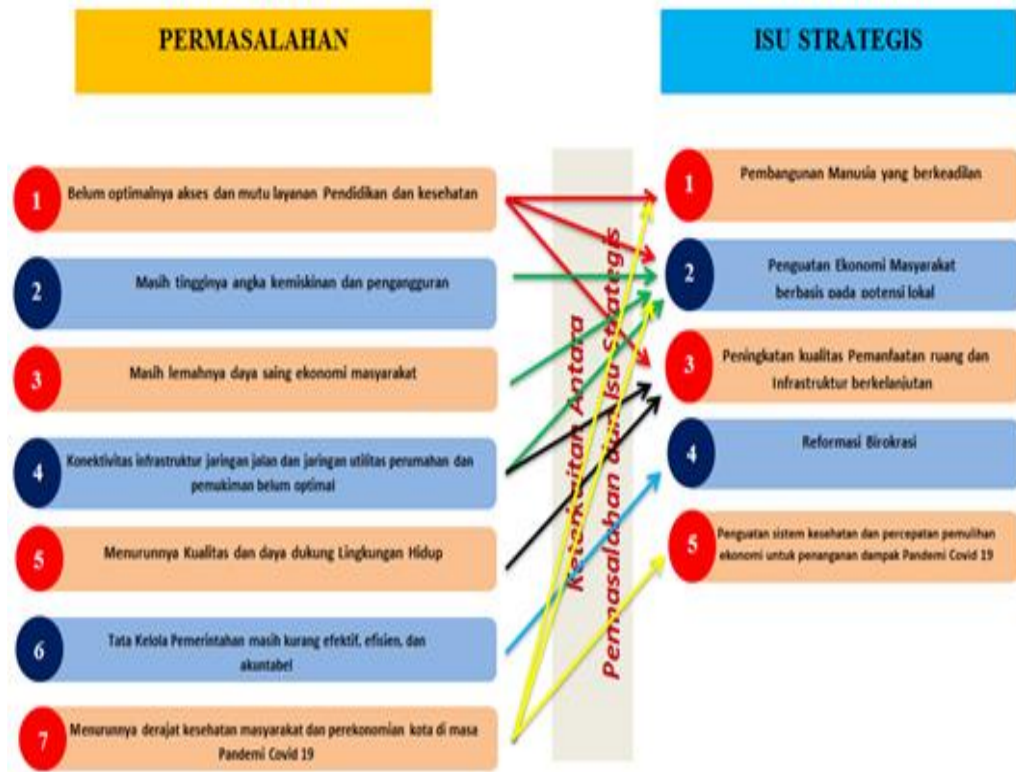 PERMASALAHAN
ISU STRATEGIS
1
Belum optimalnya akses dan mutu layanan Pendidikan dan kesehatan
2
Masih tingginya angka kemiskinan dan pengangguran
3
Masih lemahnya daya saing ekonomi masyarakat
4
Konektivitas infrastruktur jaringan jalan dan jaringan utilitas perumahan dan
pemukiman belum optimal
5
Menurunnya Kualitas dan daya dukung Lingkungan Hidup
6
Tata Kelola Pemerintahan masih kurang efektif, efisien, dan
akuntabel
7
Menurunnya derajat kesehatan masyarakat dan perekonomian kota di masa
Pandemi Covid 19
Keterkaitan Antara
Permasalahan dan Isu Strategis
1
Pembangunan Manusia yang berkeadilan
2
Penguatan Ekonomi Masyarakat
berbasis pada potensi lokal
3
Peningkatan kualitas Pemanfaatan ruang dan
Infrastruktur berkelanjutan
4
Reformasi Birokrasi
5
Penguatan sistem kesehatan dan percepatan pemulihan
ekonomi untuk penanganan dampak Pandemi Covid 19